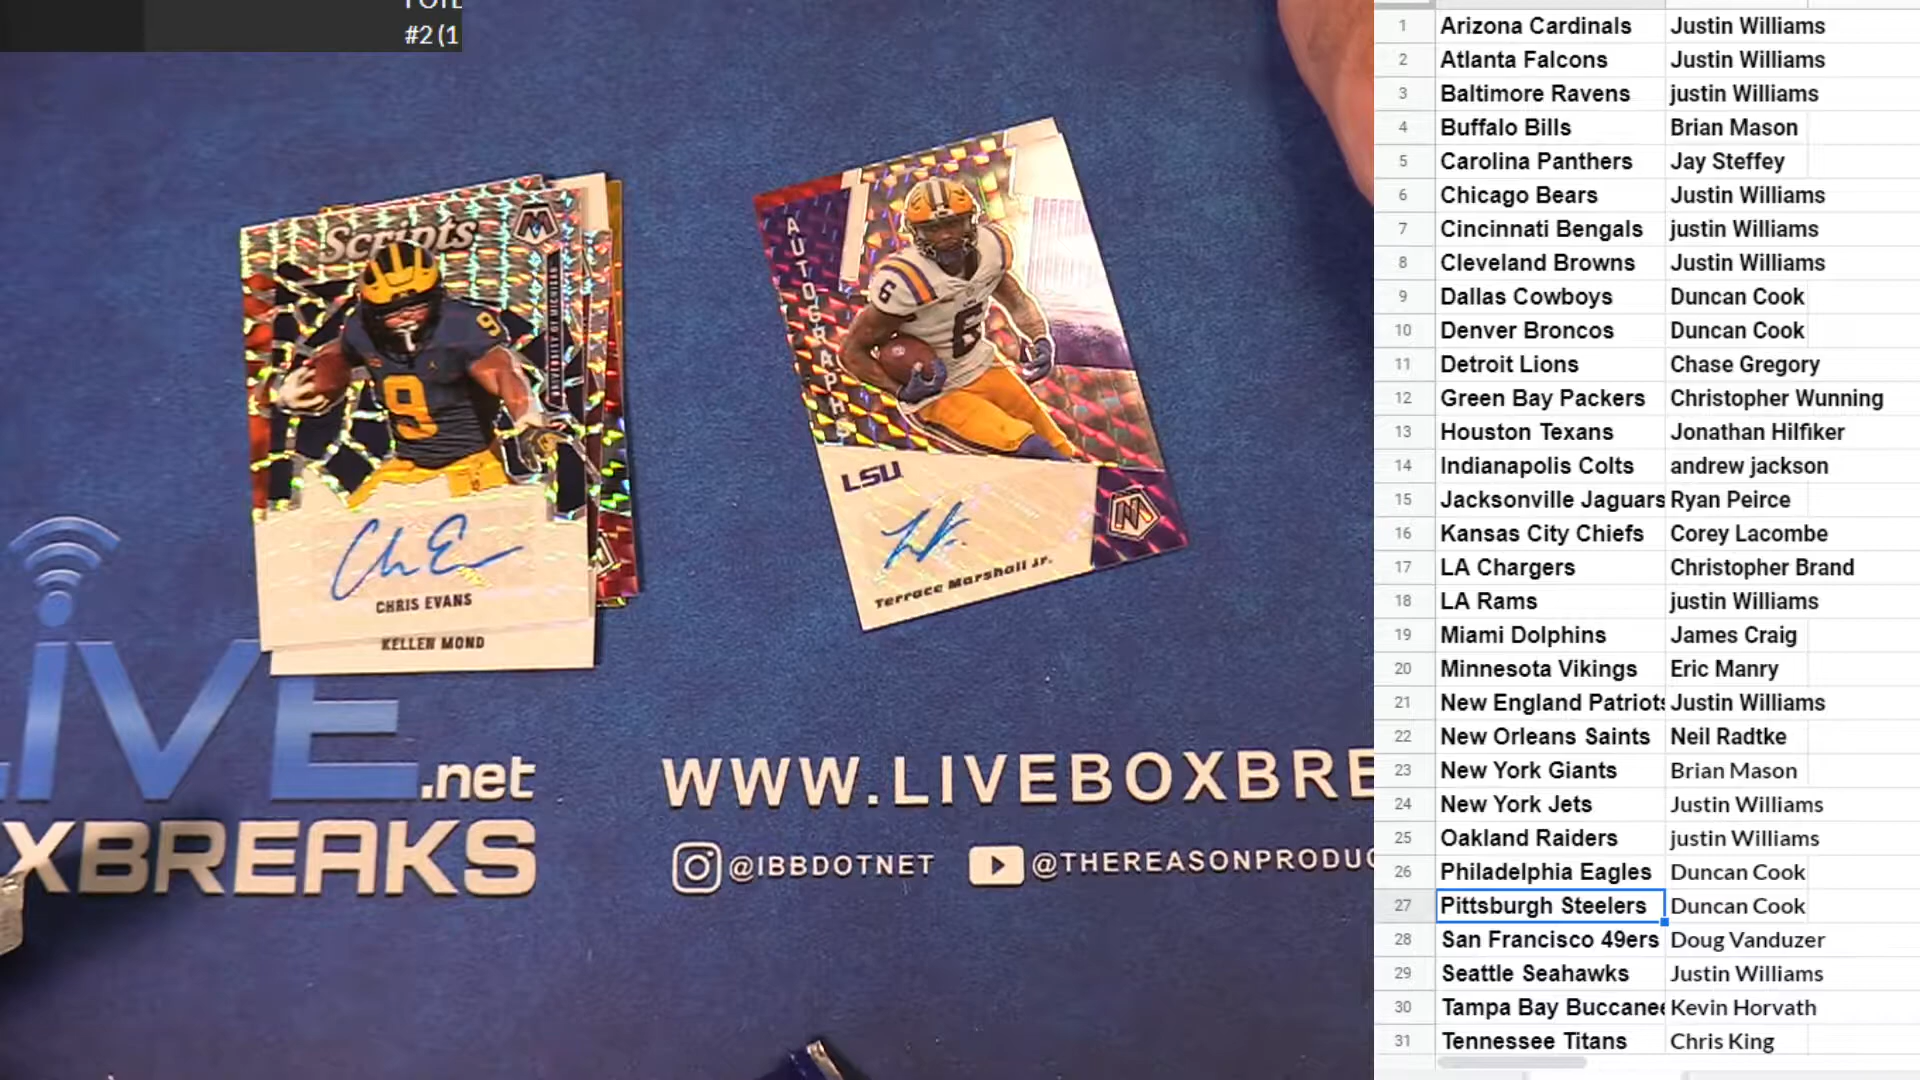 #2 (1
Scripts
UNIVERSITY OF MICHIGAN
9
9
CHRIS EVANS
KELLEN MOND
AUTOGRAPHS
6
6
LSU
Terrace Marshall Jr.
LIVE
.net
XBREAKS
WWW.LIVEBOXBRE
@IBBDOTNET
@THEREASONPRODUC
1 Arizona Cardinals Justin Williams
2 Atlanta Falcons Justin Williams
3 Baltimore Ravens justin Williams
4 Buffalo Bills Brian Mason
5 Carolina Panthers Jay Steffey
6 Chicago Bears Justin Williams
7 Cincinnati Bengals justin Williams
8 Cleveland Browns Justin Williams
9 Dallas Cowboys Duncan Cook
10 Denver Broncos Duncan Cook
11 Detroit Lions Chase Gregory
12 Green Bay Packers Christopher Wunning
13 Houston Texans Jonathan Hilfiker
14 Indianapolis Colts andrew jackson
15 Jacksonville Jaguars Ryan Peirce
16 Kansas City Chiefs Corey Lacombe
17 LA Chargers Christopher Brand
18 LA Rams justin Williams
19 Miami Dolphins James Craig
20 Minnesota Vikings Eric Manry
21 New England Patriots Justin Williams
22 New Orleans Saints Neil Radtke
23 New York Giants Brian Mason
24 New York Jets Justin Williams
25 Oakland Raiders justin Williams
26 Philadelphia Eagles Duncan Cook
27 Pittsburgh Steelers Duncan Cook
28 San Francisco 49ers Doug Vanduzer
29 Seattle Seahawks Justin Williams
30 Tampa Bay Buccanee Kevin Horvath
31 Tennessee Titans Chris King